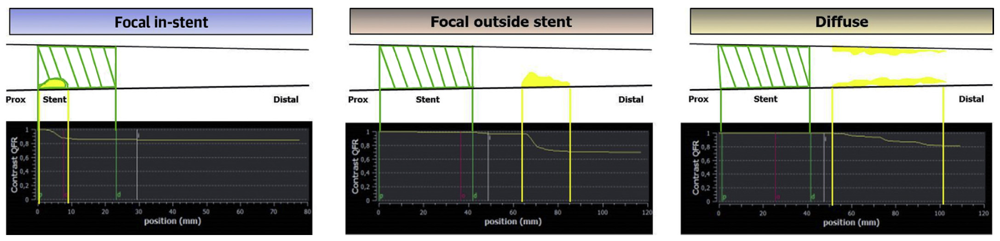 Focal in-stent
Prox Stent Distal
Contrast QFR
1
0,8
0,6
0,4
0,2
0
i
p
d
0 10 20 30 40 50 60 70 80
position (mm)
Focal outside stent
Prox Stent Distal
Contrast QFR
1
0,8
0,6
0,4
0,2
0
i
p o d
0 20 40 60 80 100 120
position (mm)
Diffuse
Prox Stent Distal
Contrast QFR
1
0,8
0,6
0,4
0,2
0
i
p o d
0 20 40 60 80 100 120
position (mm)